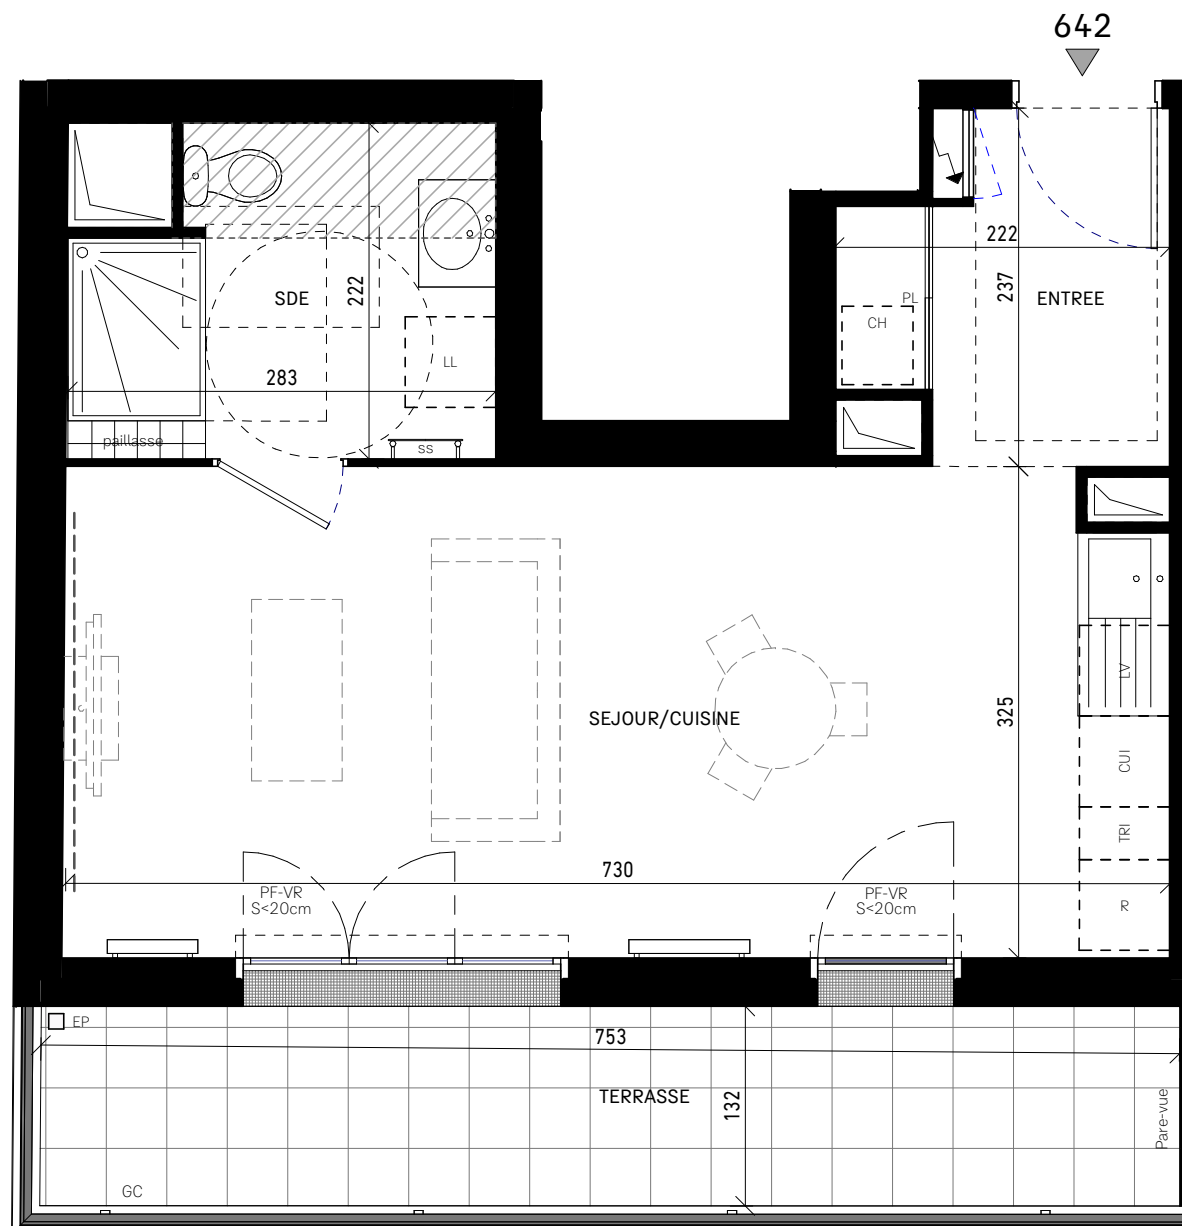 642
222
PL
CH
237
ENTREE
SDE
222
LL
283
paillasse
SS
SEJOUR/CUISINE
325
LV
CUI
TRI
R
730
PF-VR
S<20cm
PF-VR
S<20cm
EP
753
TERRASSE
132
Pare-vue
GC